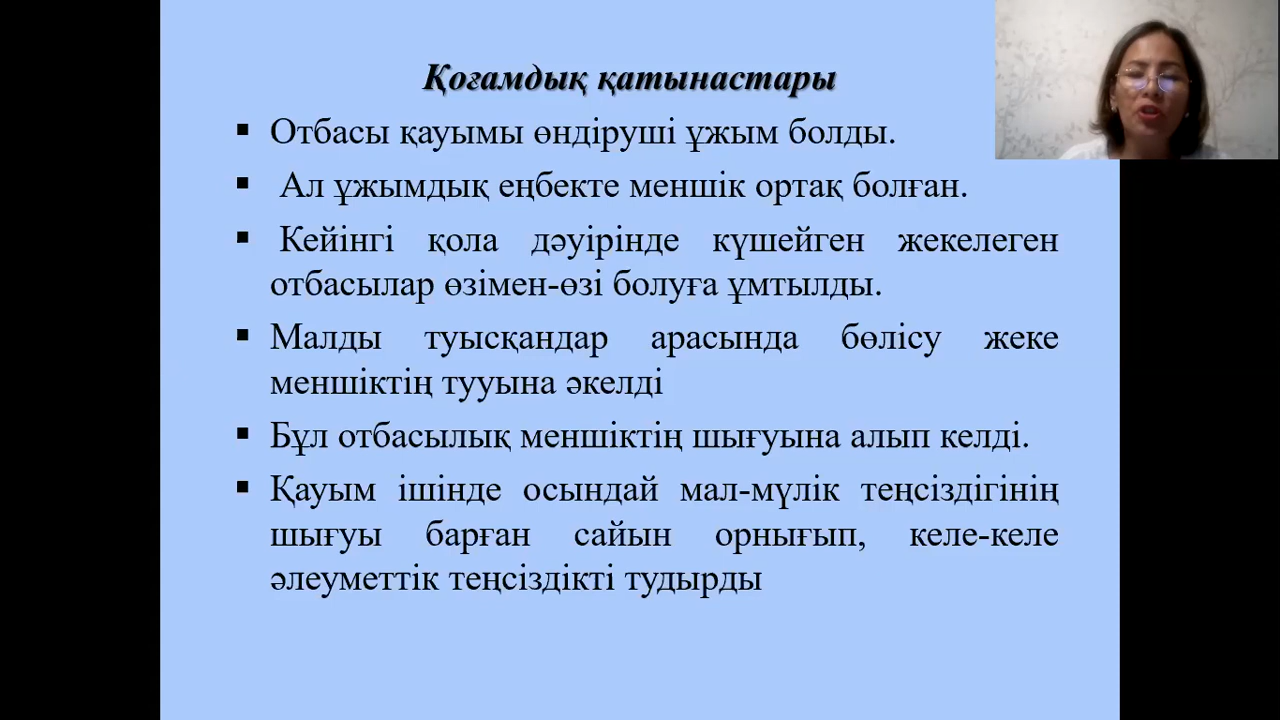 Қоғамдық қатынастары
▪ Отбасы қауымы өндіруші ұжым болды.
▪ Ал ұжымдық еңбекте меншік ортақ болған.
▪ Кейінгі қола дәуірінде күшейген жекелеген
отбасылар өзімен-өзі болуға ұмтылды.
▪ Малды туысқандар арасында бөлісу жеке
меншіктің тууына әкелді
▪ Бұл отбасылық меншіктің шығуына алып келді.
▪ Қауым ішінде осындай мал-мүлік теңсіздігінің
шығуы барған сайын орнығып, келе-келе
әлеуметтік теңсіздікті тудырды